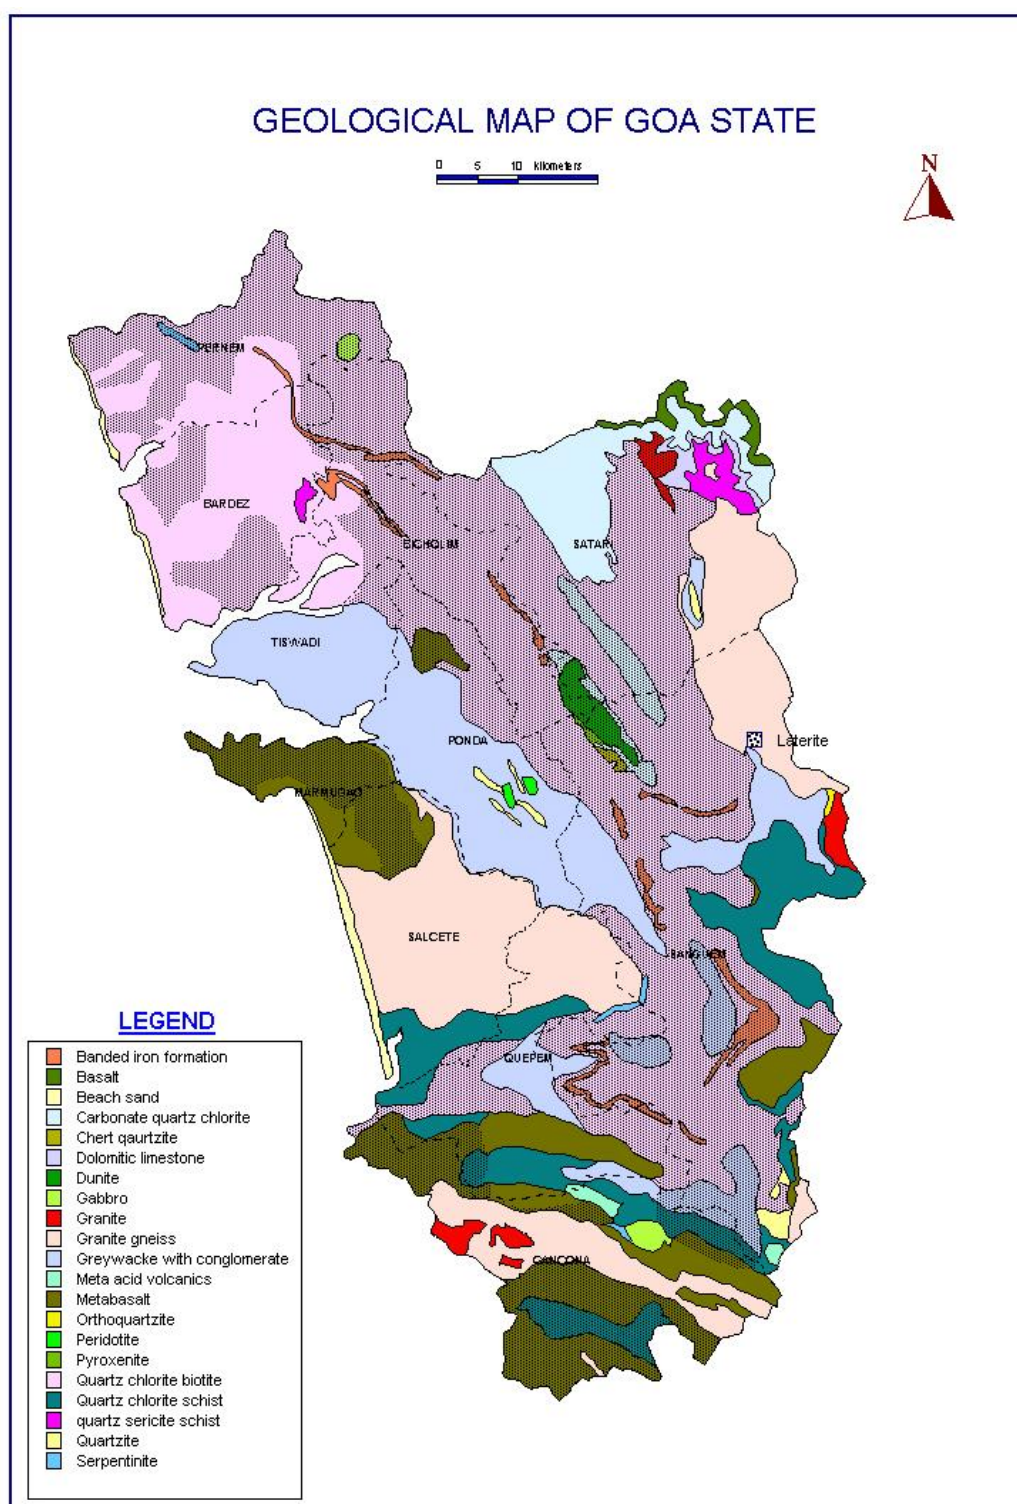 GEOLOGICAL MAP OF GOA STATE
0 5 10 kilometers
N
PERNEM
BARDEZ
BICHOLIM
SATARI
TISWADI
PONDA
Laterite
MARMUGAO
SALCETE
SANGUEM
QUEPEM
CANCONA
LEGEND
Banded iron formation
Basalt
Beach sand
Carbonate quartz chlorite
Chert qaurtzite
Dolomitic limestone
Dunite
Gabbro
Granite
Granite gneiss
Greywacke with conglomerate
Meta acid volcanics
Metabasalt
Orthoquartzite
Peridotite
Pyroxenite
Quartz chlorite biotite
Quartz chlorite schist
quartz sericite schist
Quartzite
Serpentinite